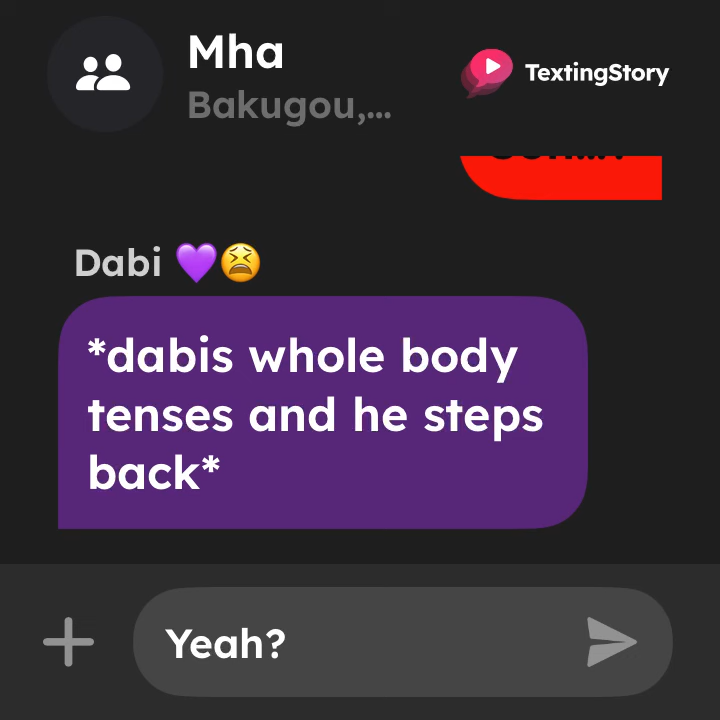 Mha
Bakugou,...
TextingStory
Dabi 💜😫
*dabis whole body
tenses and he steps
back*
Yeah?